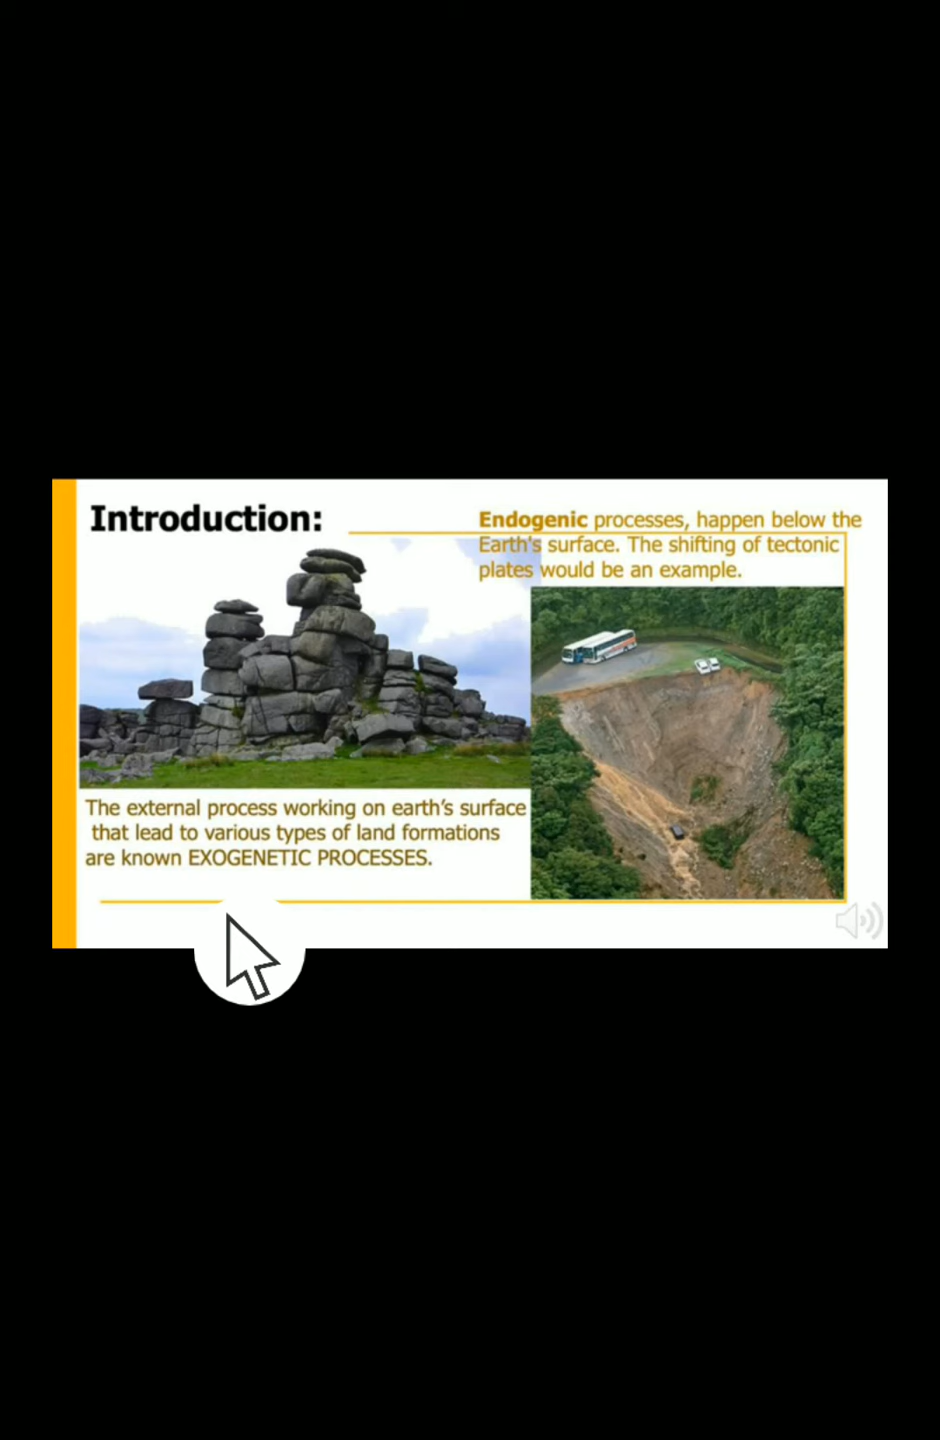 Introduction:
Endogenic processes, happen below the
Earth's surface. The shifting of tectonic
plates would be an example.
The external process working on earth's surface
that lead to various types of land formations
are known EXOGENETIC PROCESSES.